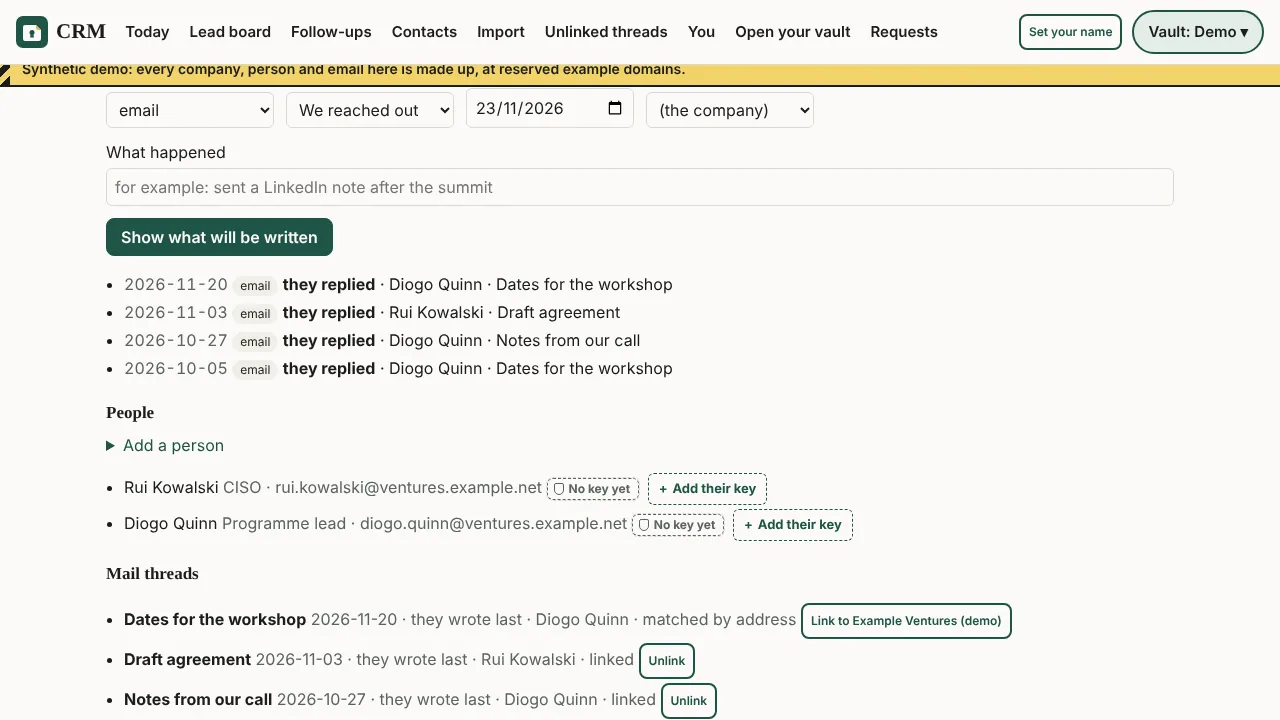 CRM Today Lead board Follow-ups Contacts Import Unlinked threads You Open your vault Requests Set your name Vault: Demo ▾
Synthetic demo: every company, person and email here is made up, at reserved example domains.
email We reached out 23/11/2026 (the company)
What happened
for example: sent a LinkedIn note after the summit
Show what will be written
• 2026-11-20 email they replied · Diogo Quinn · Dates for the workshop
• 2026-11-03 email they replied · Rui Kowalski · Draft agreement
• 2026-10-27 email they replied · Diogo Quinn · Notes from our call
• 2026-10-05 email they replied · Diogo Quinn · Dates for the workshop
People
▶ Add a person
• Rui Kowalski CISO · rui.kowalski@ventures.example.net No key yet + Add their key
• Diogo Quinn Programme lead · diogo.quinn@ventures.example.net No key yet + Add their key
Mail threads
• Dates for the workshop 2026-11-20 · they wrote last · Diogo Quinn · matched by address Link to Example Ventures (demo)
• Draft agreement 2026-11-03 · they wrote last · Rui Kowalski · linked Unlink
• Notes from our call 2026-10-27 · they wrote last · Diogo Quinn · linked Unlink